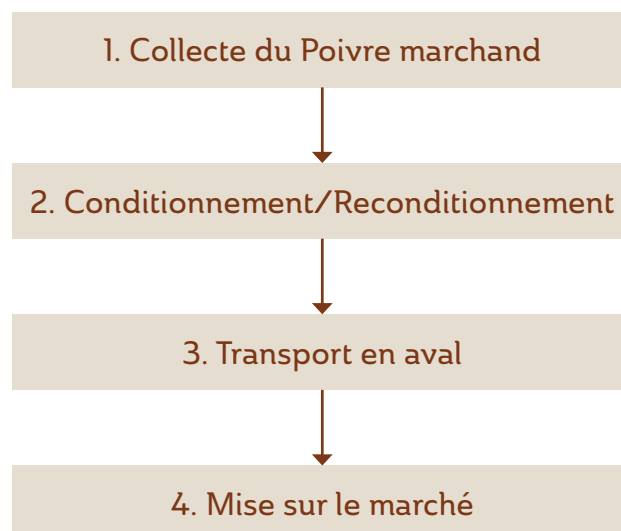 1. Collecte du Poivre marchand
2. Conditionnement/Reconditionnement
3. Transport en aval
4. Mise sur le marché